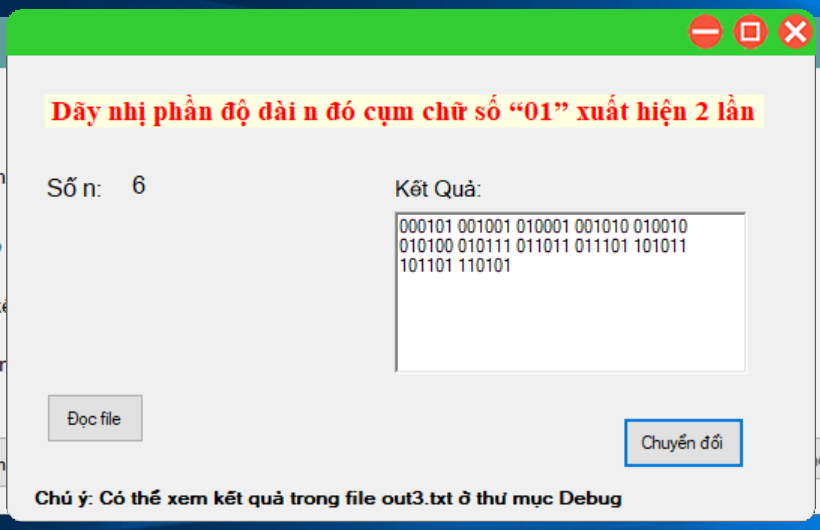 Dãy nhị phần độ dài n đó cụm chữ số “01” xuất hiện 2 lần
Số n: 6
Kết Quả:
000101 001001 010001 001010 010010
010100 010111 011011 011101 101011
101101 110101
Đọc file
Chuyển đổi
Chú ý: Có thể xem kết quả trong file out3.txt ở thư mục Debug